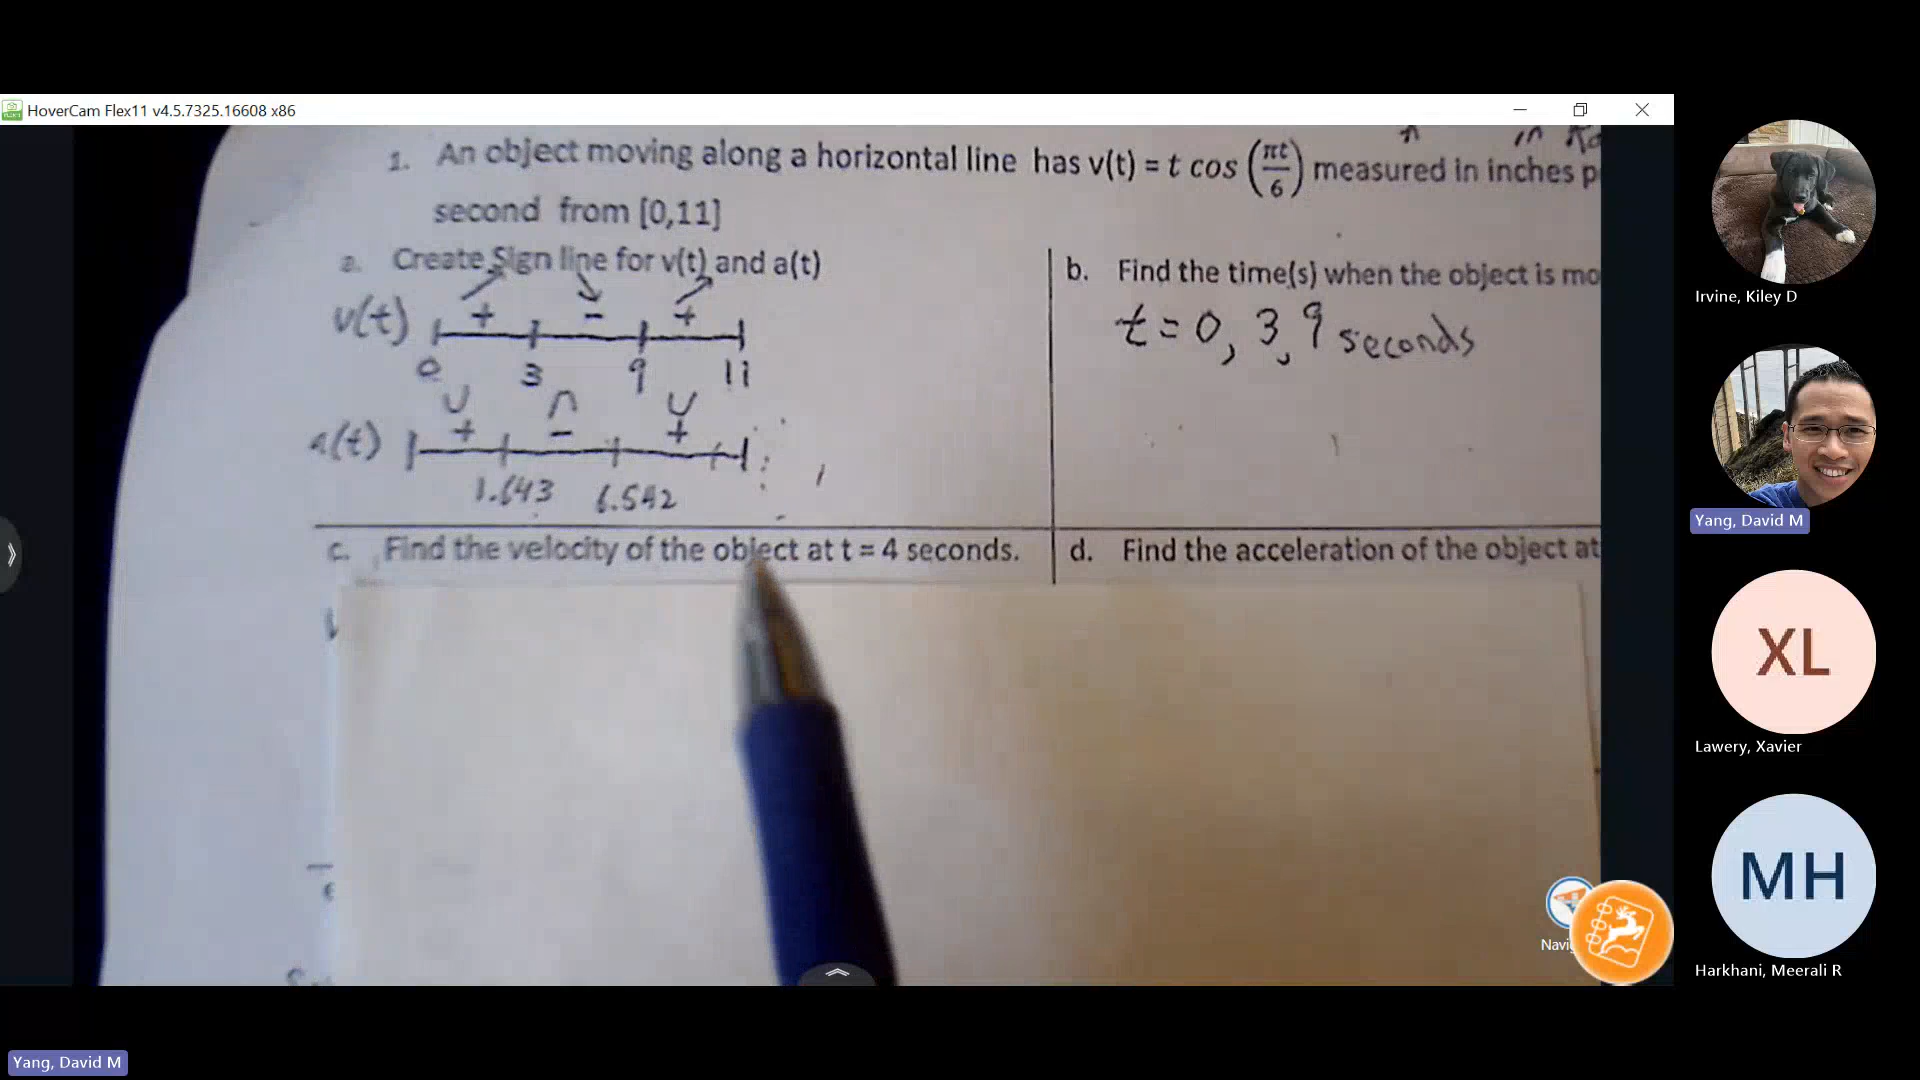 HoverCam Flex11 v4.5.7325.16608 x86
1. An object moving along a horizontal line has v(t) = t cos (πt/6) measured in inches p
second from [0,11]
a. Create Sign line for v(t) and a(t)
v(t) + - +
0 3 9 11
∪ ∩ ∪
a(t) + - +
1.643 6.542
b. Find the time(s) when the object is mo
t = 0, 3, 9 seconds
c. Find the velocity of the object at t = 4 seconds.
d. Find the acceleration of the object at
Irvine, Kiley D
Yang, David M
XL
Lawery, Xavier
MH
Harkhani, Meerali R
Yang, David M